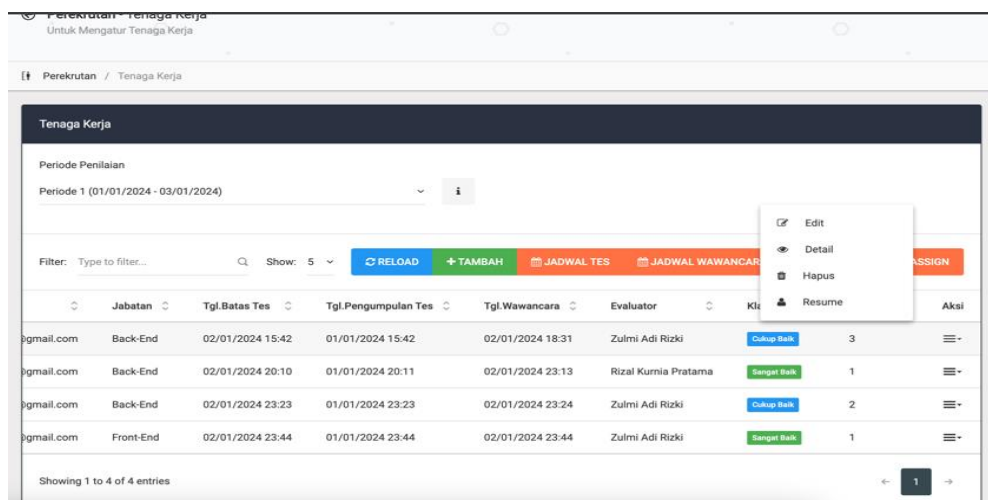 Perekrutan - Tenaga Kerja
Untuk Mengatur Tenaga Kerja
Perekrutan / Tenaga Kerja
Tenaga Kerja
Periode Penilaian
Periode 1 (01/01/2024 - 03/01/2024)
i
Edit
Detail
Hapus
Resume
Filter: Type to filter... Show: 5 RELOAD + TAMBAH JADWAL TES JADWAL WAWANCAR ASSIGN
Jabatan Tgl.Batas Tes Tgl.Pengumpulan Tes Tgl.Wawancara Evaluator Kla Aksi
@gmail.com Back-End 02/01/2024 15:42 01/01/2024 15:42 02/01/2024 18:31 Zulmi Adi Rizki Cukup Baik 3
@gmail.com Back-End 02/01/2024 20:10 01/01/2024 20:11 02/01/2024 23:13 Rizal Kurnia Pratama Sangat Baik 1
@gmail.com Back-End 02/01/2024 23:23 01/01/2024 23:23 02/01/2024 23:24 Zulmi Adi Rizki Cukup Baik 2
@gmail.com Front-End 02/01/2024 23:44 01/01/2024 23:44 02/01/2024 23:44 Zulmi Adi Rizki Sangat Baik 1
Showing 1 to 4 of 4 entries ← 1 →